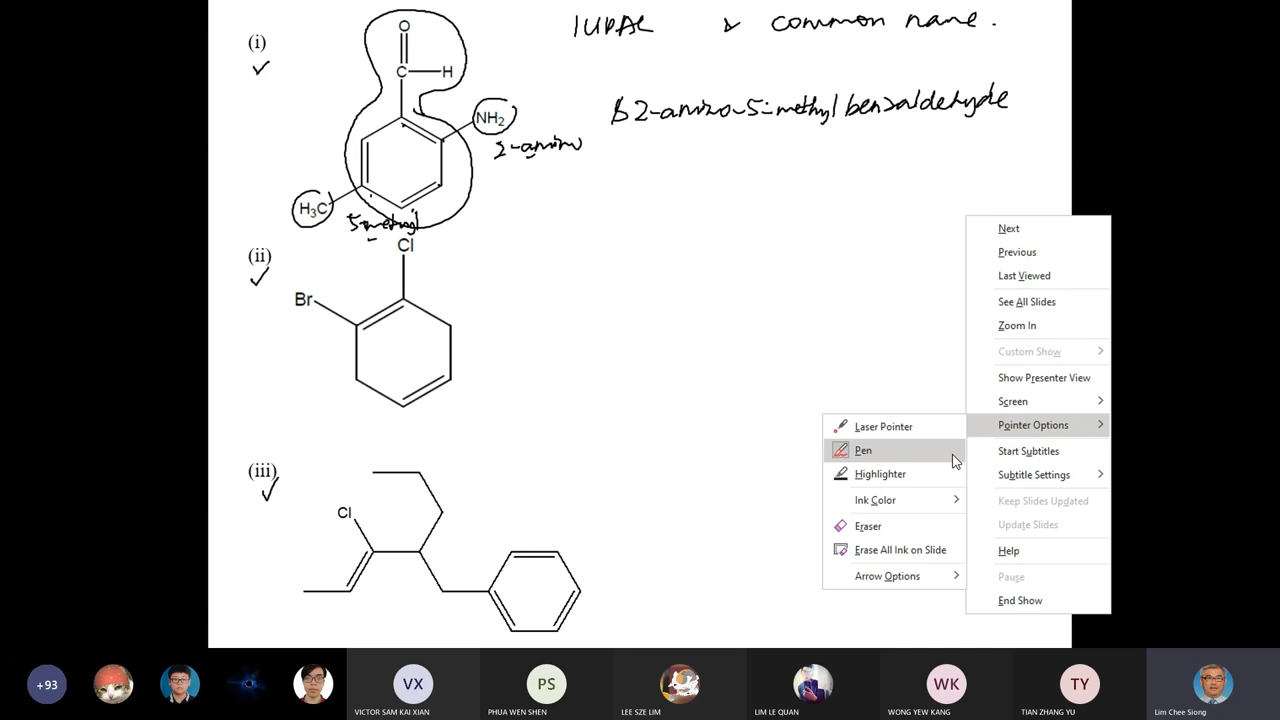 IUPAC & common name.
(i)
O
C H
NH2
2-amino
2-amino-5-methylbenzaldehyde
H3C
5-methyl
(ii)
Cl
Br
(iii)
Cl
Next
Previous
Last Viewed
See All Slides
Zoom In
Custom Show
Show Presenter View
Screen
Pointer Options
Start Subtitles
Subtitle Settings
Keep Slides Updated
Update Slides
Help
Pause
End Show
Laser Pointer
Pen
Highlighter
Ink Color
Eraser
Erase All Ink on Slide
Arrow Options
+93
VX
PS
WK
TY
VICTOR SAM KAI XIAN
PHUA WEN SHEN
LEE SZE LIM
LIM LE QUAN
WONG YEW KANG
TIAN ZHANG YU
Lim Chee Siong